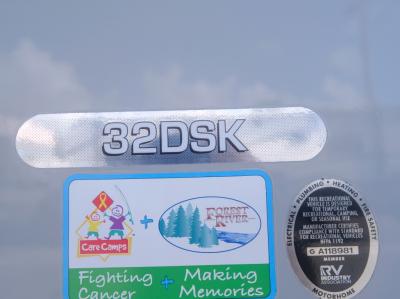 32DSK
Care Camps
+
FOREST
RIVER
Fighting
Cancer
+
Making
Memories
ELECTRICAL • PLUMBING • HEATING • FIRE SAFETY
THIS RECREATIONAL
VEHICLE IS DESIGNED
FOR TEMPORARY
RECREATIONAL, CAMPING,
OR SEASONAL USE
MANUFACTURER CERTIFIES
COMPLIANCE WITH STANDARD
FOR RECREATIONAL VEHICLES
NFPA 1192
G A118981
MEMBER
RV
INDUSTRY
ASSOCIATION
MOTORHOME